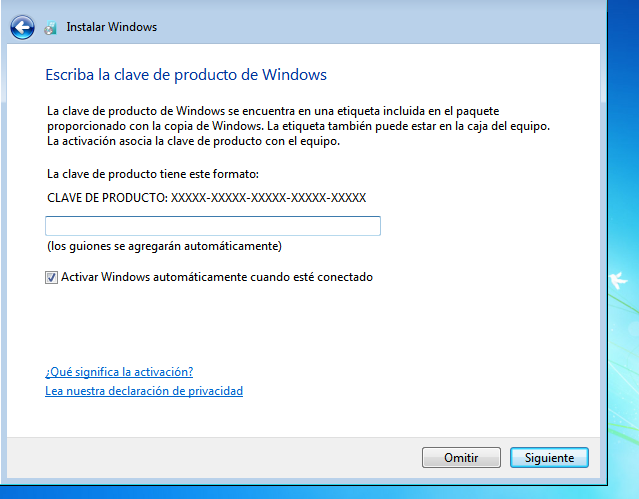 Instalar Windows
Escriba la clave de producto de Windows
La clave de producto de Windows se encuentra en una etiqueta incluida en el paquete
proporcionado con la copia de Windows. La etiqueta también puede estar en la caja del equipo.
La activación asocia la clave de producto con el equipo.
La clave de producto tiene este formato:
CLAVE DE PRODUCTO: XXXXX-XXXXX-XXXXX-XXXXX-XXXXX
(los guiones se agregarán automáticamente)
Activar Windows automáticamente cuando esté conectado
¿Qué significa la activación?
Lea nuestra declaración de privacidad
Omitir Siguiente